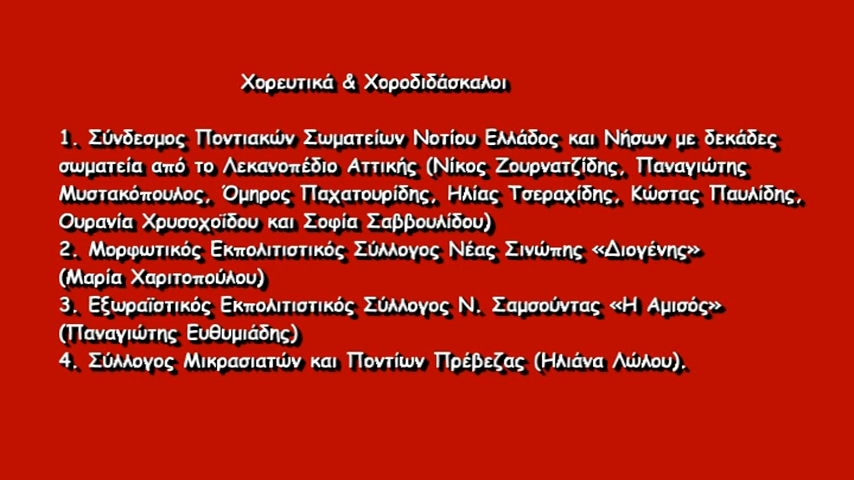 Χορευτικά & Χοροδιδάσκαλοι
1. Σύνδεσμος Ποντιακών Σωματείων Νοτίου Ελλάδος και Νήσων με δεκάδες
σωματεία από το Λεκανοπέδιο Αττικής (Νίκος Ζουρνατζίδης, Παναγιώτης
Μυστακόπουλος, Όμηρος Παχατουρίδης, Ηλίας Τσεραχίδης, Κώστας Παυλίδης,
Ουρανία Χρυσοχοΐδου και Σοφία Σαββουλίδου)
2. Μορφωτικός Εκπολιτιστικός Σύλλογος Νέας Σινώπης «Διογένης»
(Μαρία Χαριτοπούλου)
3. Εξωραϊστικός Εκπολιτιστικός Σύλλογος Ν. Σαμσούντας «Η Αμισός»
(Παναγιώτης Ευθυμιάδης)
4. Σύλλογος Μικρασιατών και Ποντίων Πρέβεζας (Ηλιάνα Λώλου).